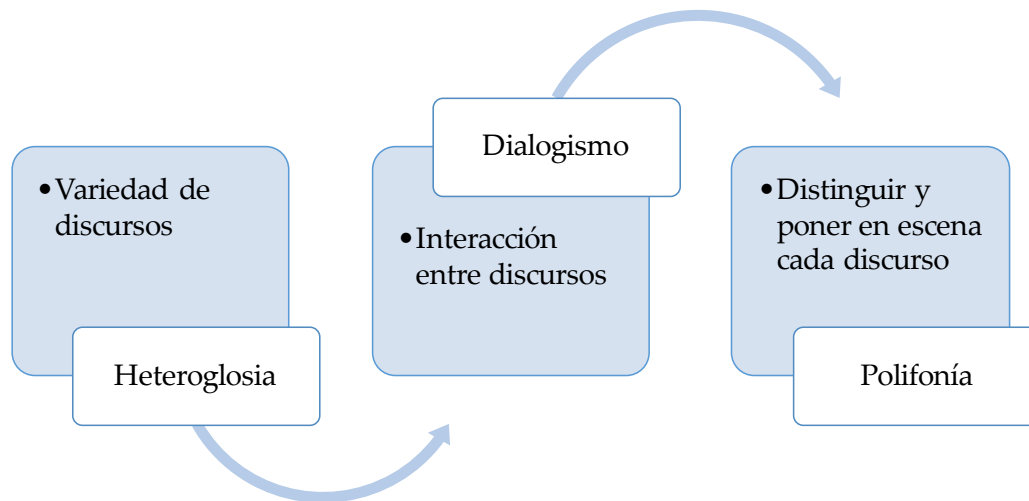 •Variedad de
discursos
Heteroglosia
Dialogismo
•Interacción
entre discursos
•Distinguir y
poner en escena
cada discurso
Polifonía